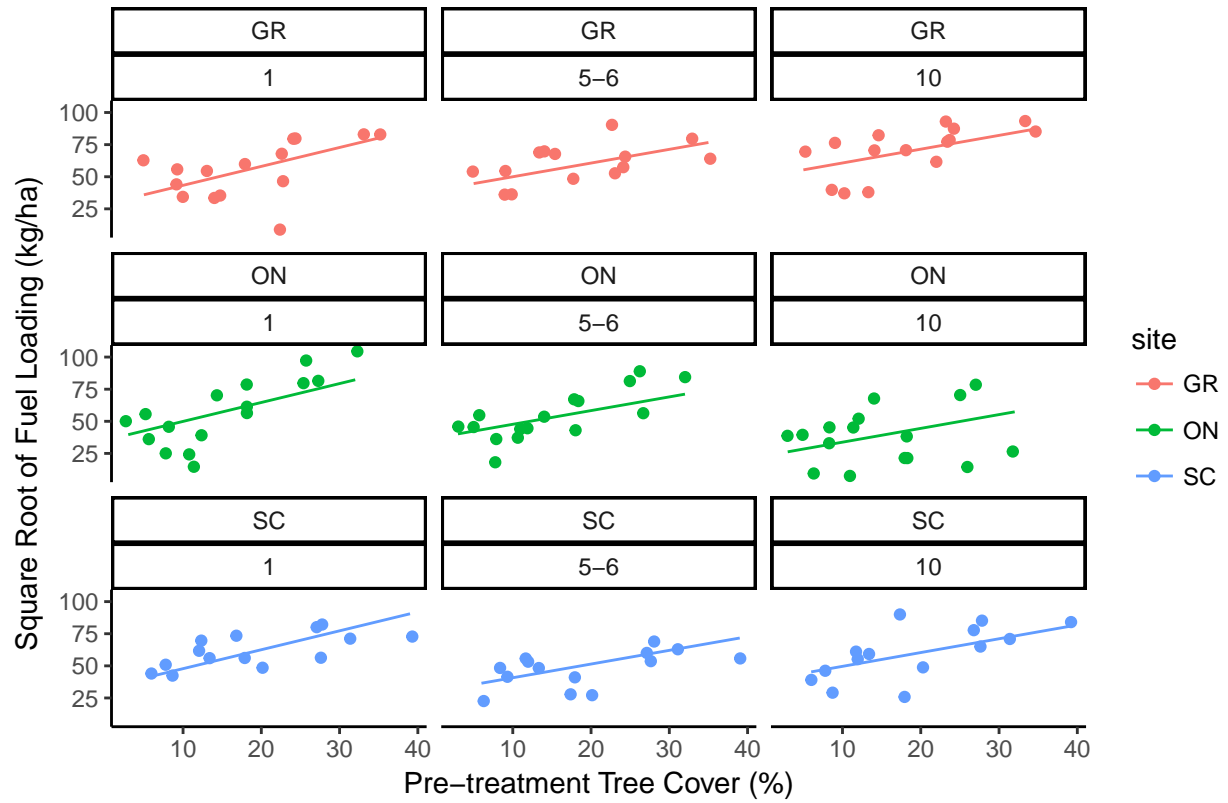 GR GR GR
1 5−6 10
100
75
50
25
ON ON ON
1 5−6 10
100
75
50
25
SC SC SC
1 5−6 10
100
75
50
25
10 20 30 40 10 20 30 40 10 20 30 40
Pre−treatment Tree Cover (%)
Square Root of Fuel Loading (kg/ha)
site
GR
ON
SC